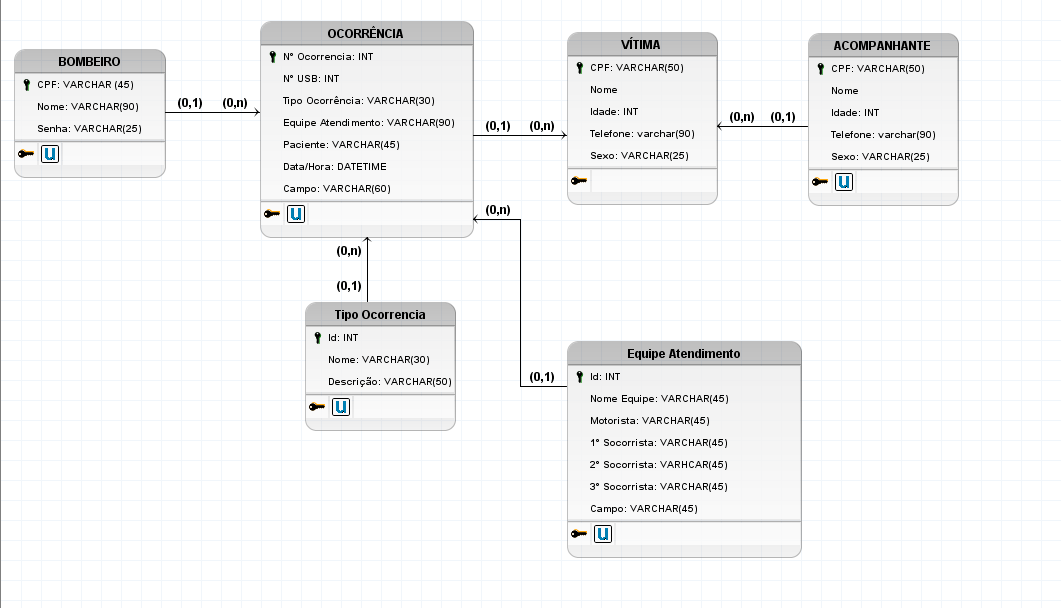 BOMBEIRO
CPF: VARCHAR (45)
Nome: VARCHAR(90)
Senha: VARCHAR(25)
U
(0,1)
(0,n)
OCORRÊNCIA
N° Ocorrencia: INT
N° USB: INT
Tipo Ocorrência: VARCHAR(30)
Equipe Atendimento: VARCHAR(90)
Paciente: VARCHAR(45)
Data/Hora: DATETIME
Campo: VARCHAR(60)
U
(0,1)
(0,n)
VÍTIMA
CPF: VARCHAR(50)
Nome
Idade: INT
Telefone: varchar(90)
Sexo: VARCHAR(25)
(0,n)
(0,1)
ACOMPANHANTE
CPF: VARCHAR(50)
Nome
Idade: INT
Telefone: varchar(90)
Sexo: VARCHAR(25)
U
(0,n)
(0,1)
Tipo Ocorrencia
Id: INT
Nome: VARCHAR(30)
Descrição: VARCHAR(50)
U
(0,n)
(0,1)
Equipe Atendimento
Id: INT
Nome Equipe: VARCHAR(45)
Motorista: VARCHAR(45)
1° Socorrista: VARCHAR(45)
2° Socorrista: VARHCAR(45)
3° Socorrista: VARCHAR(45)
Campo: VARCHAR(45)
U